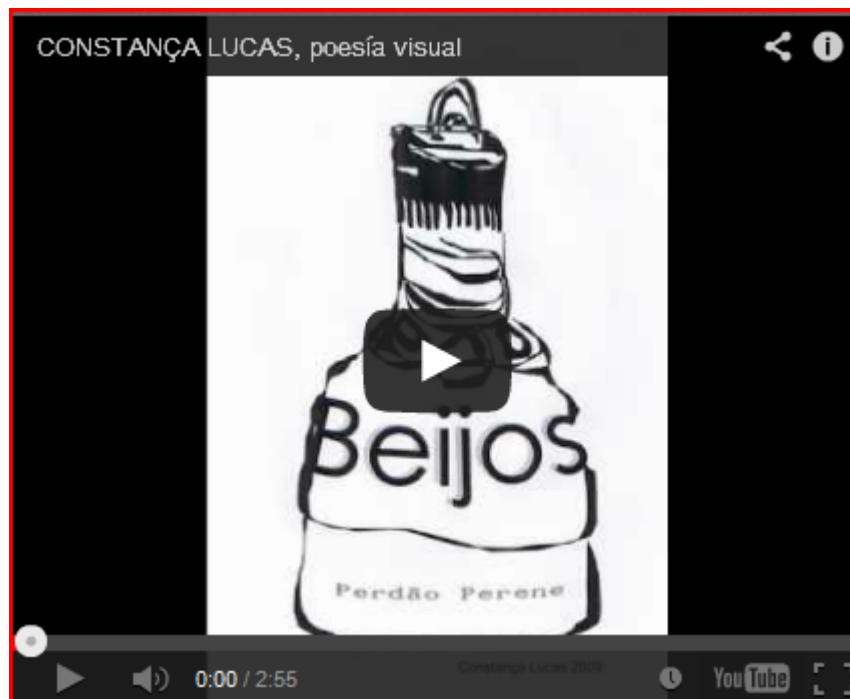 CONSTANÇA LUCAS, poesía visual
Beijos
Perdão Perene
Constança Lucas 2009
0:00 / 2:55
YouTube